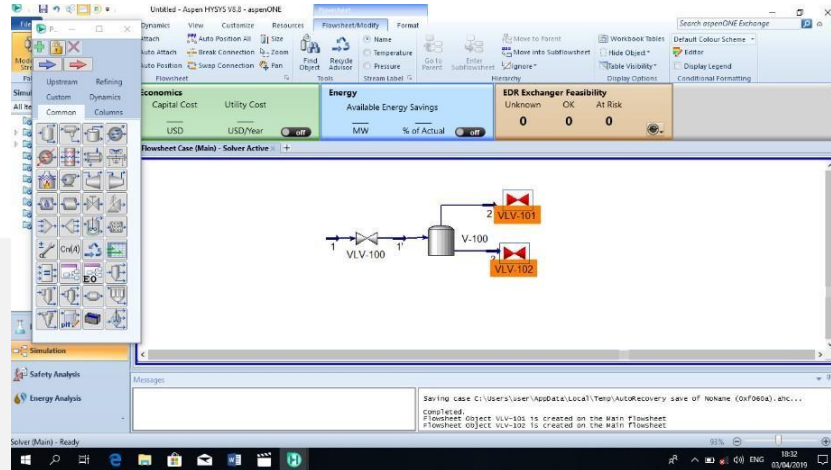 Untitled - Aspen HYSYS V8.8 - aspenONE
Dynamics View Customize Resources Flowsheet/Modify Format
Search aspenONE Exchange
Auto Position All Size
Break Connection Zoom
Auto Position Swap Connection Pan
Flowsheet
Find Object
Recycle Advisor
Tools
Name
Temperature
Pressure
Stream Label
Go to Parent
Enter Subflowsheet
Move to Parent
Move into Subflowsheet
Ignore
Hierarchy
Workbook Tables
Hide Object
Table Visibility
Display Options
Default Colour Scheme
Editor
Display Legend
Conditional Formatting
Upstream Refining
Custom Dynamics
Common Columns
Cn(A)
EO
pH
Economics
Capital Cost Utility Cost
USD USD/Year off
Energy
Available Energy Savings
MW % of Actual off
EDR Exchanger Feasibility
Unknown OK At Risk
0 0 0
Flowsheet Case (Main) - Solver Active
1
VLV-100
1'
V-100
2
VLV-101
VLV-102
Simulation
Safety Analysis
Energy Analysis
Messages
Saving case C:\Users\user\AppData\Local\Temp\AutoRecovery save of NoName (0xf060a).ahc...
Completed.
Flowsheet Object VLV-101 is created on the Main flowsheet
Flowsheet Object VLV-102 is created on the Main flowsheet
Solver (Main) - Ready
93%
ENG
18:32
03/04/2019